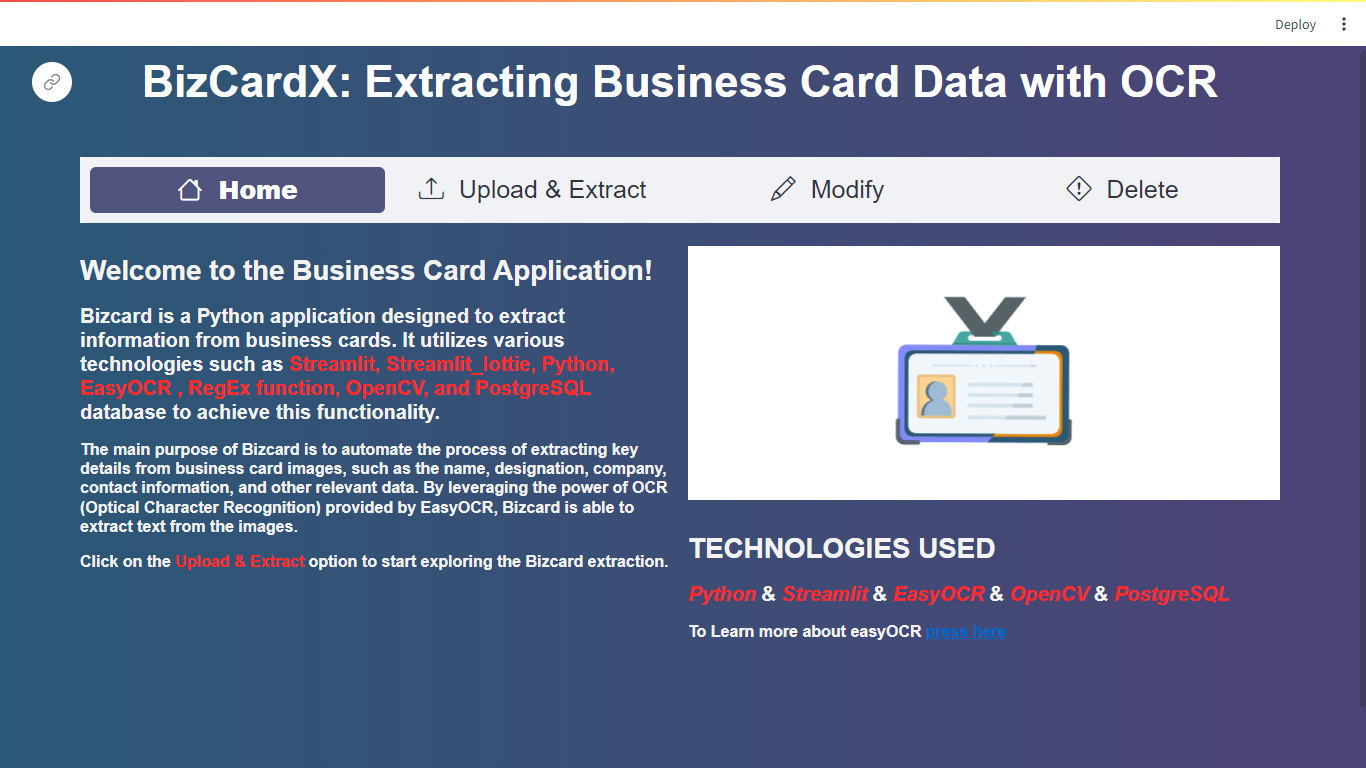 Deploy
BizCardX: Extracting Business Card Data with OCR
Home
Upload & Extract
Modify
Delete
Welcome to the Business Card Application!
Bizcard is a Python application designed to extract
information from business cards. It utilizes various
technologies such as Streamlit, Streamlit_lottie, Python,
EasyOCR , RegEx function, OpenCV, and PostgreSQL
database to achieve this functionality.
The main purpose of Bizcard is to automate the process of extracting key
details from business card images, such as the name, designation, company,
contact information, and other relevant data. By leveraging the power of OCR
(Optical Character Recognition) provided by EasyOCR, Bizcard is able to
extract text from the images.
Click on the Upload & Extract option to start exploring the Bizcard extraction.
TECHNOLOGIES USED
Python & Streamlit & EasyOCR & OpenCV & PostgreSQL
To Learn more about easyOCR press here